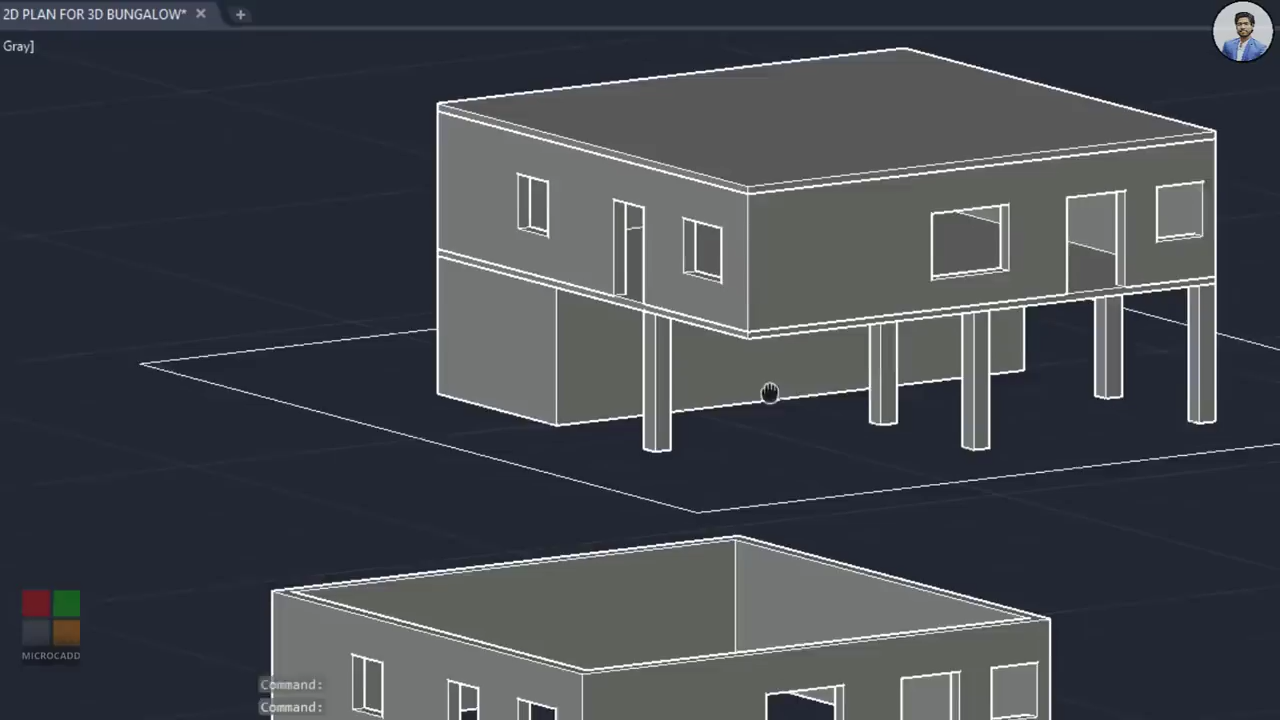 2D PLAN FOR 3D BUNGALOW*
Gray]
MICROCADD
Command:
Command: